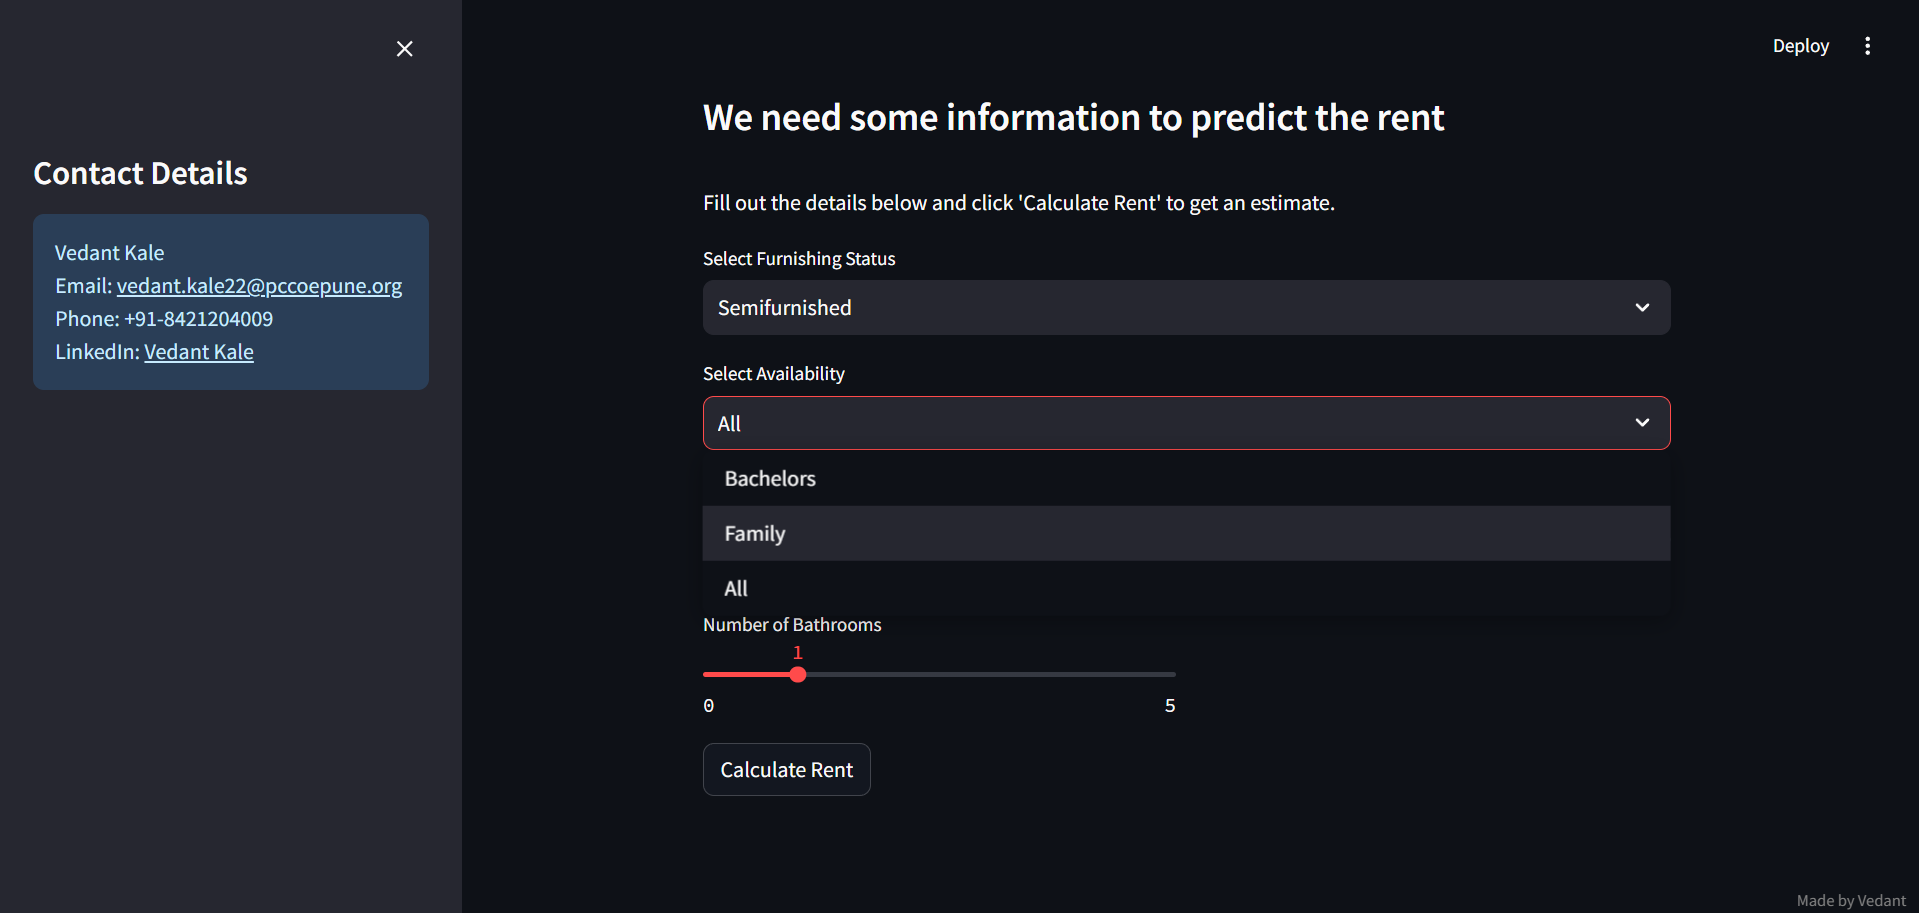 Contact Details
Vedant Kale
Email: vedant.kale22@pccoepune.org
Phone: +91-8421204009
LinkedIn: Vedant Kale
Deploy
We need some information to predict the rent
Fill out the details below and click 'Calculate Rent' to get an estimate.
Select Furnishing Status
Semifurnished
Select Availability
All
Bachelors
Family
All
Number of Bathrooms
1
0 5
Calculate Rent
Made by Vedant